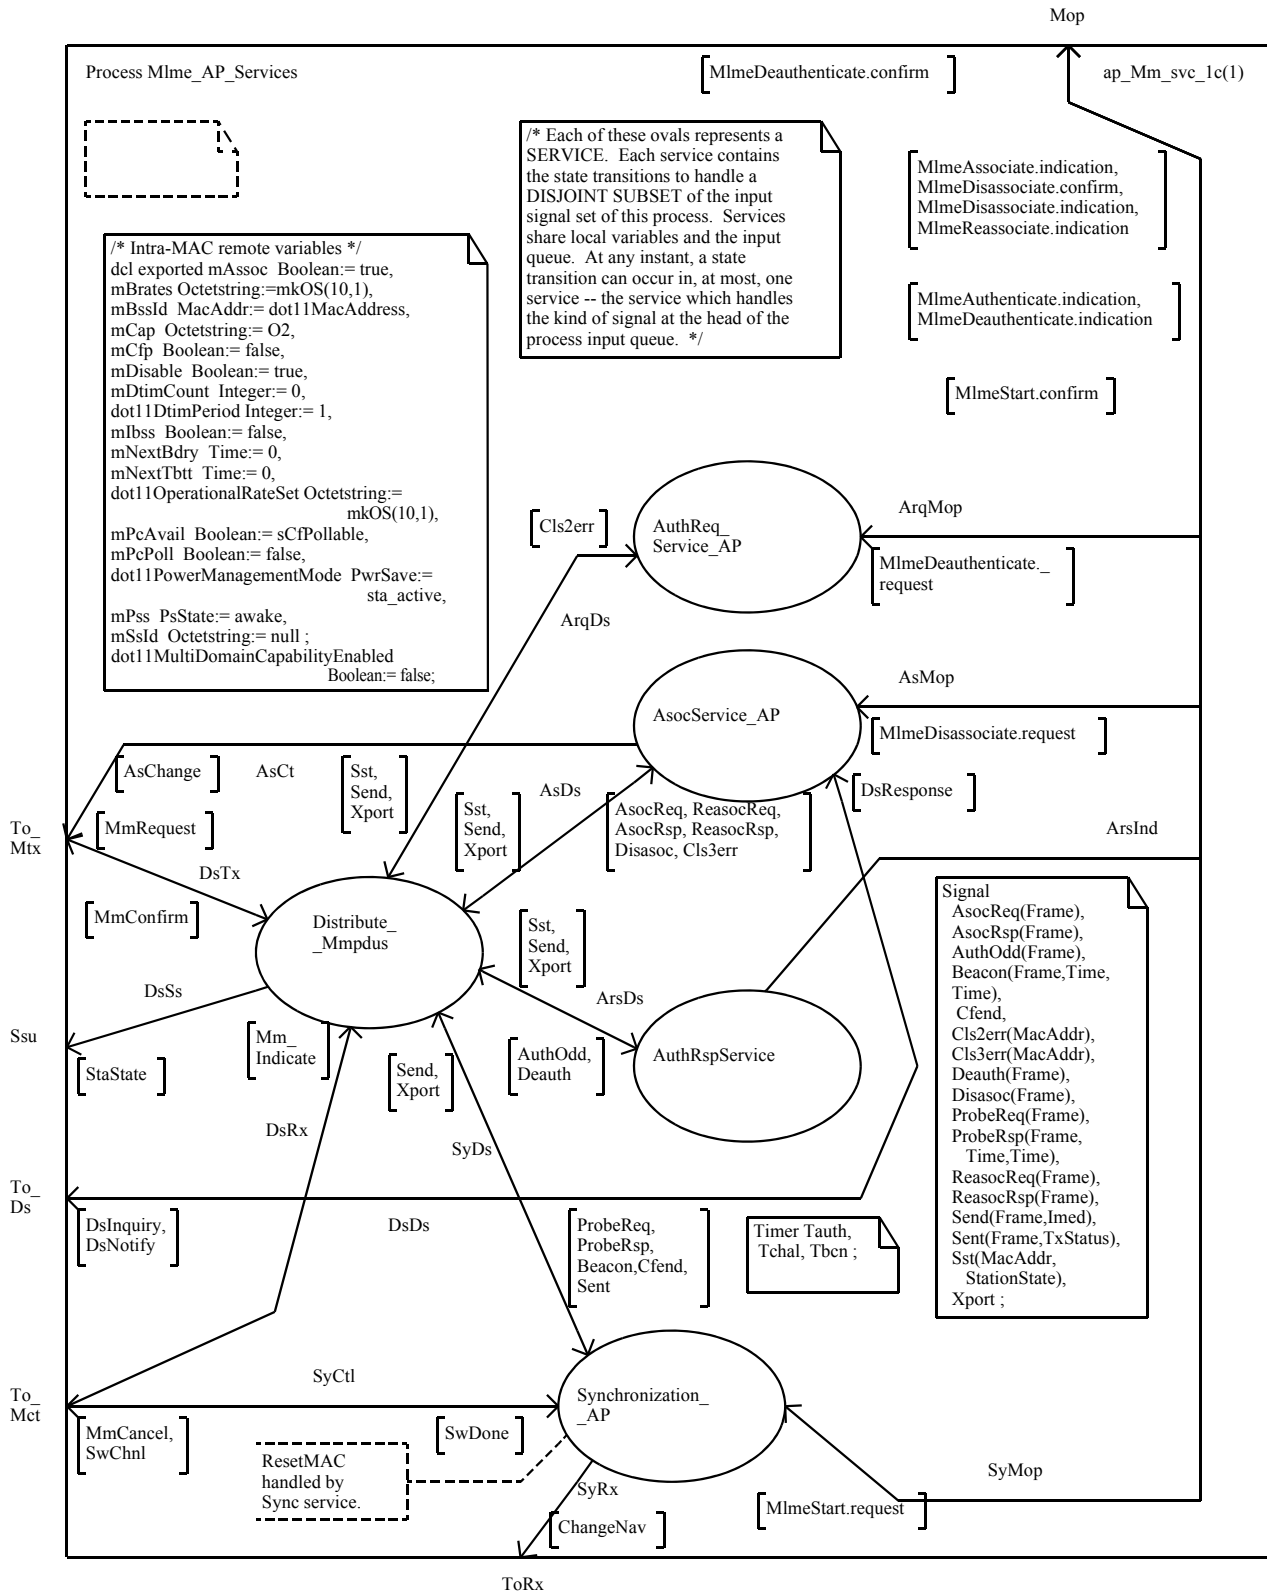 Mop
Process Mlme_AP_Services
MlmeDeauthenticate.confirm
ap_Mm_svc_1c(1)
/* Each of these ovals represents a
SERVICE.  Each service contains
the state transitions to handle a
DISJOINT SUBSET of the input
signal set of this process.  Services
share local variables and the input
queue.  At any instant, a state
transition can occur in, at most, one
service -- the service which handles
the kind of signal at the head of the
process input queue.  */
MlmeAssociate.indication,
MlmeDisassociate.confirm,
MlmeDisassociate.indication,
MlmeReassociate.indication
MlmeAuthenticate.indication,
MlmeDeauthenticate.indication
MlmeStart.confirm
/* Intra-MAC remote variables */
dcl exported mAssoc  Boolean:= true,
mBrates Octetstring:=mkOS(10,1),
mBssId  MacAddr:= dot11MacAddress,
mCap  Octetstring:= O2,
mCfp  Boolean:= false,
mDisable  Boolean:= true,
mDtimCount  Integer:= 0,
dot11DtimPeriod Integer:= 1,
mIbss  Boolean:= false,
mNextBdry  Time:= 0,
mNextTbtt  Time:= 0,
dot11OperationalRateSet Octetstring:=
mkOS(10,1),
mPcAvail  Boolean:= sCfPollable,
mPcPoll  Boolean:= false,
dot11PowerManagementMode  PwrSave:=
sta_active,
mPss  PsState:= awake,
mSsId  Octetstring:= null ;
dot11MultiDomainCapabilityEnabled
Boolean:= false;
Cls2err
AuthReq_
Service_AP
ArqMop
MlmeDeauthenticate._
request
ArqDs
AsMop
AsocService_AP
MlmeDisassociate.request
AsChange
AsCt
Sst,
Send,
Xport
AsDs
Sst,
Send,
Xport
AsocReq, ReasocReq,
AsocRsp, ReasocRsp,
Disasoc, Cls3err
DsResponse
ArsInd
To_
Mtx
MmRequest
DsTx
MmConfirm
Distribute_
_Mmpdus
Sst,
Send,
Xport
DsSs
ArsDs
Ssu
StaState
Mm_
Indicate
Send,
Xport
AuthOdd,
Deauth
AuthRspService
Signal
AsocReq(Frame),
AsocRsp(Frame),
AuthOdd(Frame),
Beacon(Frame,Time,
Time),
Cfend,
Cls2err(MacAddr),
Cls3err(MacAddr),
Deauth(Frame),
Disasoc(Frame),
ProbeReq(Frame),
ProbeRsp(Frame,
Time,Time),
ReasocReq(Frame),
ReasocRsp(Frame),
Send(Frame,Imed),
Sent(Frame,TxStatus),
Sst(MacAddr,
StationState),
Xport ;
DsRx
SyDs
To_
Ds
DsInquiry,
DsNotify
DsDs
ProbeReq,
ProbeRsp,
Beacon,Cfend,
Sent
Timer Tauth,
Tchal, Tbcn ;
SyCtl
To_
Mct
MmCancel,
SwChnl
SwDone
Synchronization_
_AP
ResetMAC
handled by
Sync service.
SyRx
SyMop
ChangeNav
MlmeStart.request
ToRx